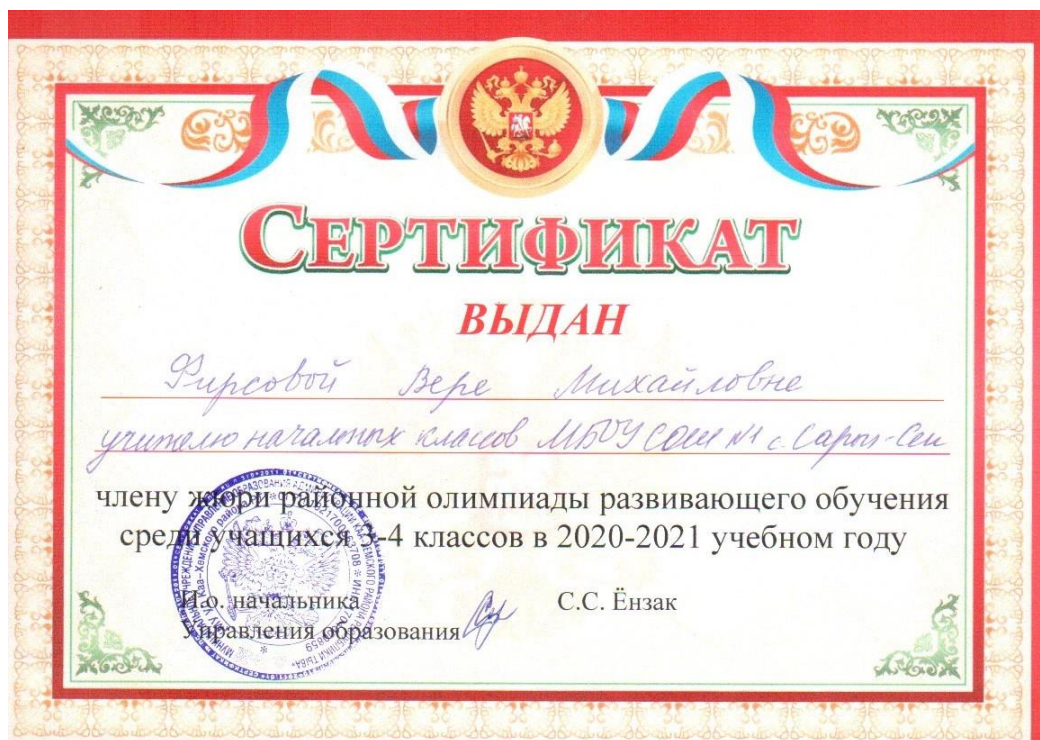 СЕРТИФИКАТ
ВЫДАН
Фирсовой Вере Михайловне
учителю начальных классов МБОУ СОШ №1 с. Сарыг-Сеп
члену жюри районной олимпиады развивающего обучения
среди учащихся 3-4 классов в 2020-2021 учебном году
И.о. начальника С.С. Ёнзак
Управления образования